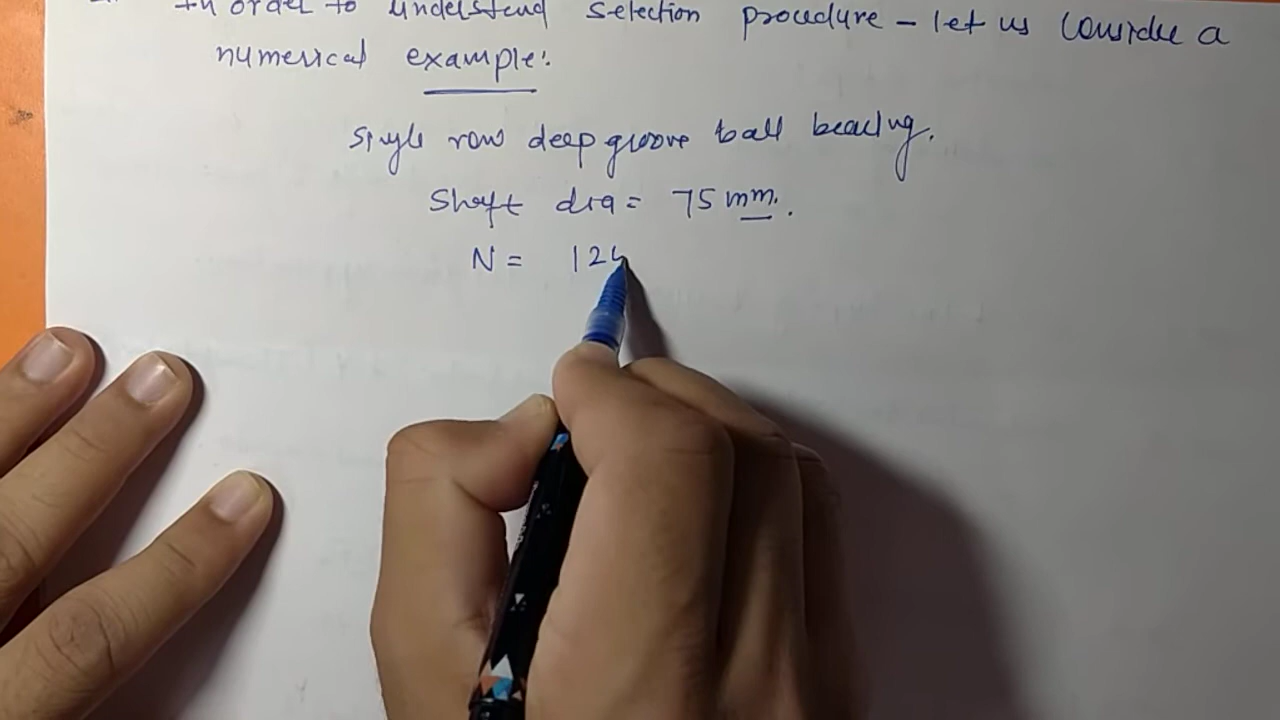 In order to understand selection procedure – let us consider a
numerical example:
Single row deep groove ball bearing.
Shaft dia = 75 mm.
N = 124